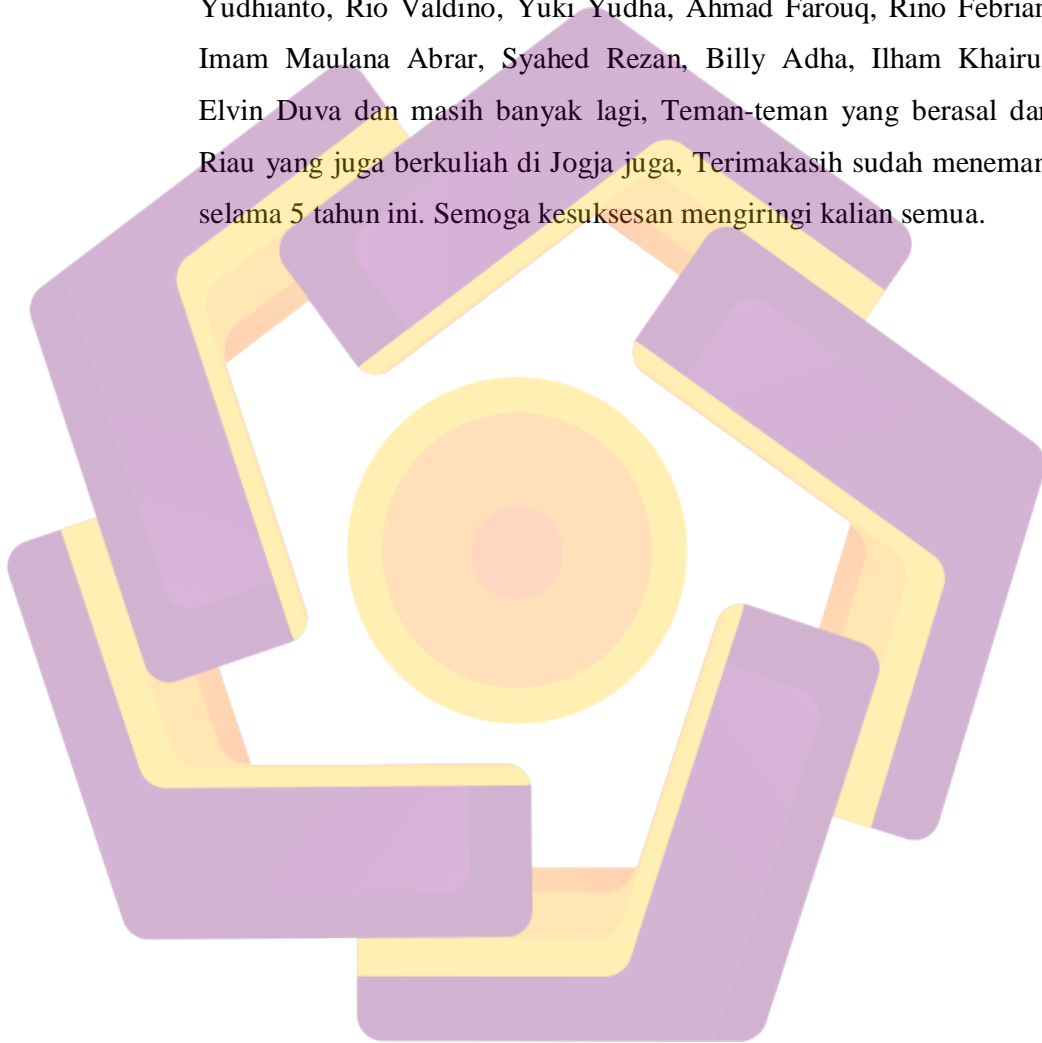 Yudhianto, Rio Valdino, Yuki Yudha, Ahmad Farouq, Rino Febrian
Imam Maulana Abrar, Syahed Rezan, Billy Adha, Ilham Khairu
Elvin Duva dan masih banyak lagi, Teman-teman yang berasal dar
Riau yang juga berkuliah di Jogja juga, Terimakasih sudah meneman
selama 5 tahun ini. Semoga kesuksesan mengiringi kalian semua.